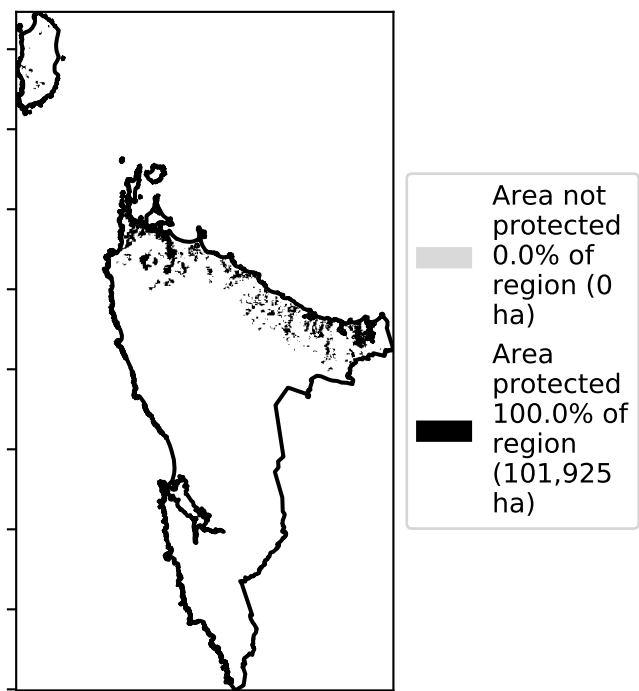 Area not
protected
0.0% of
region (0
ha)
Area
protected
100.0% of
region
(101,925
ha)